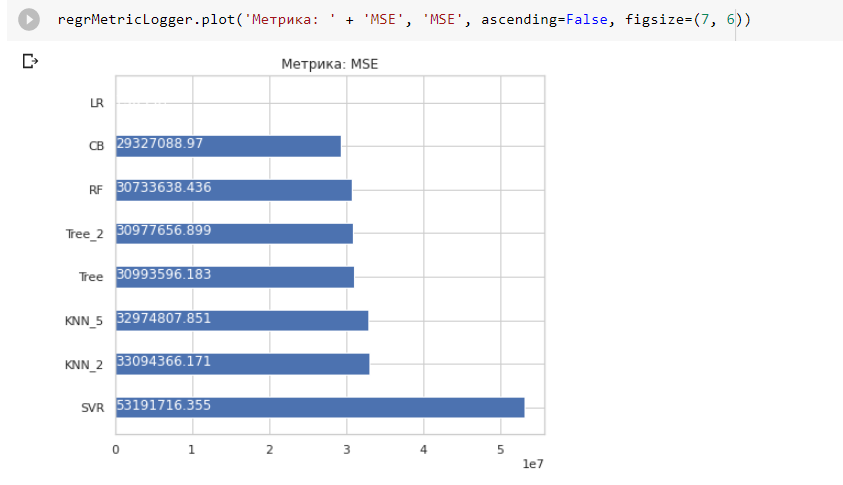 regrMetricLogger.plot('Метрика: ' + 'MSE', 'MSE', ascending=False, figsize=(7, 6))
Метрика: MSE
LR
CB 29327088.97
RF 30733638.436
Tree_2 30977656.899
Tree 30993596.183
KNN_5 32974807.851
KNN_2 33094366.171
SVR 53191716.355
0 1 2 3 4 5
1e7